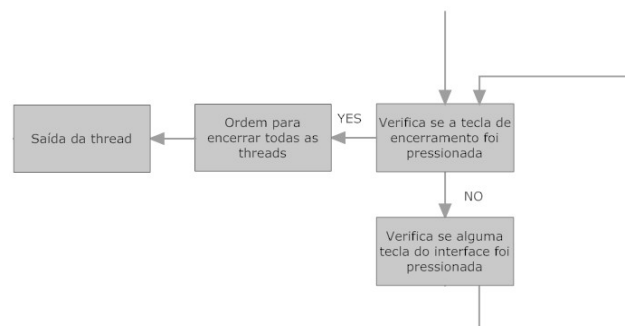 Saída da thread
Ordem para
encerrar todas as
threads
YES
Verifica se a tecla de
encerramento foi
pressionada
NO
Verifica se alguma
tecla do interface foi
pressionada